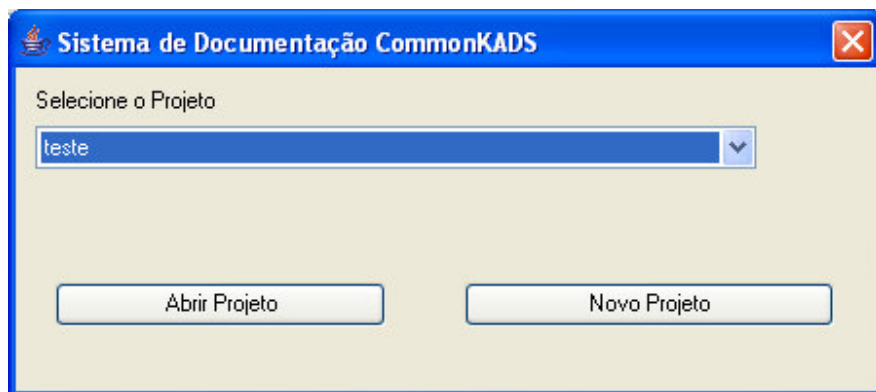 Sistema de Documentação CommonKADS
Selecione o Projeto
teste
Abrir Projeto
Novo Projeto